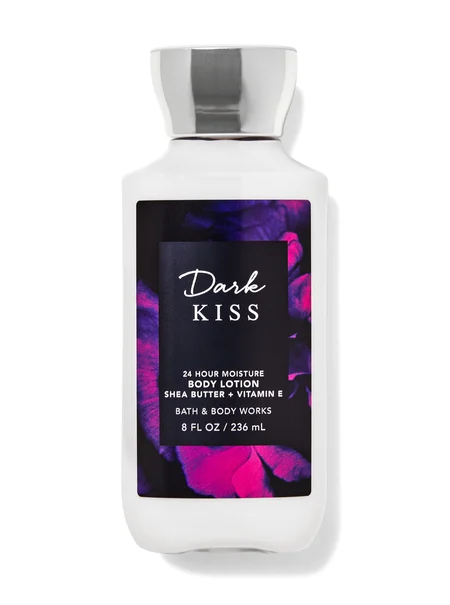 Dark
KISS
24 HOUR MOISTURE
BODY LOTION
SHEA BUTTER + VITAMIN E
BATH & BODY WORKS
8 FL OZ / 236 mL